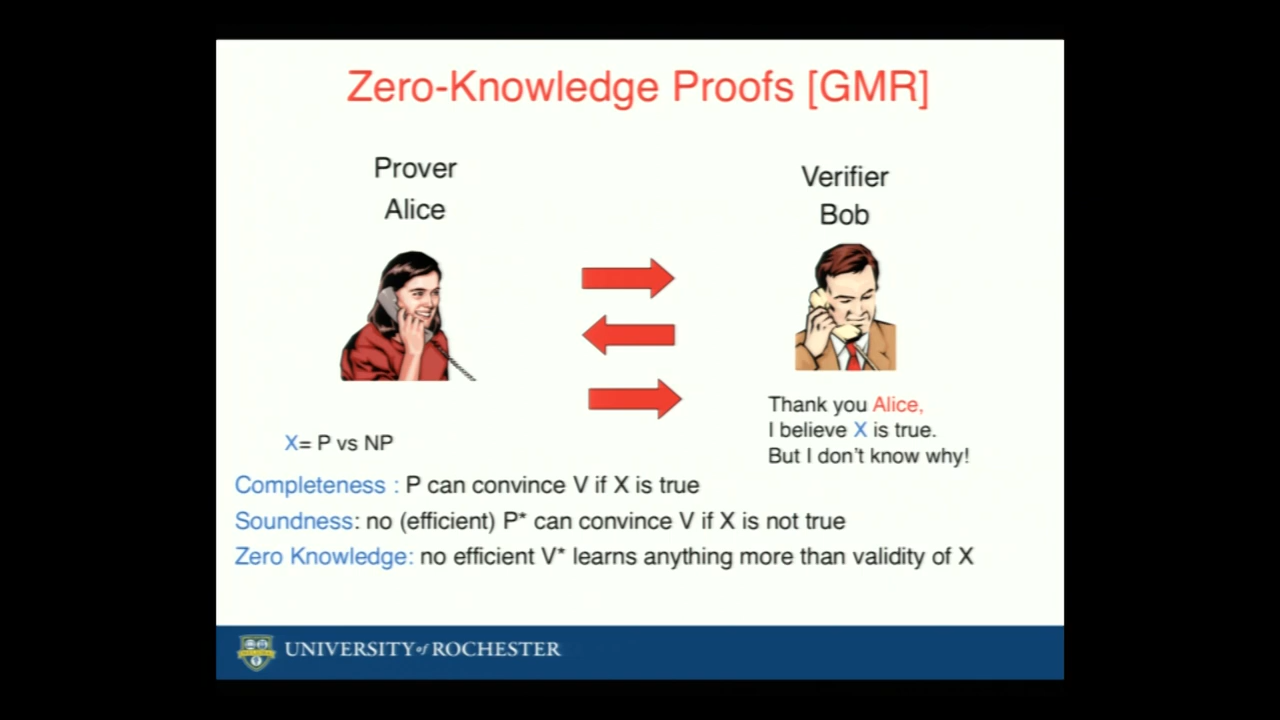 Zero-Knowledge Proofs [GMR]
Prover
Alice
Verifier
Bob
Thank you Alice,
I believe X is true.
But I don't know why!
X= P vs NP
Completeness : P can convince V if X is true
Soundness: no (efficient) P* can convince V if X is not true
Zero Knowledge: no efficient V* learns anything more than validity of X
UNIVERSITY of ROCHESTER